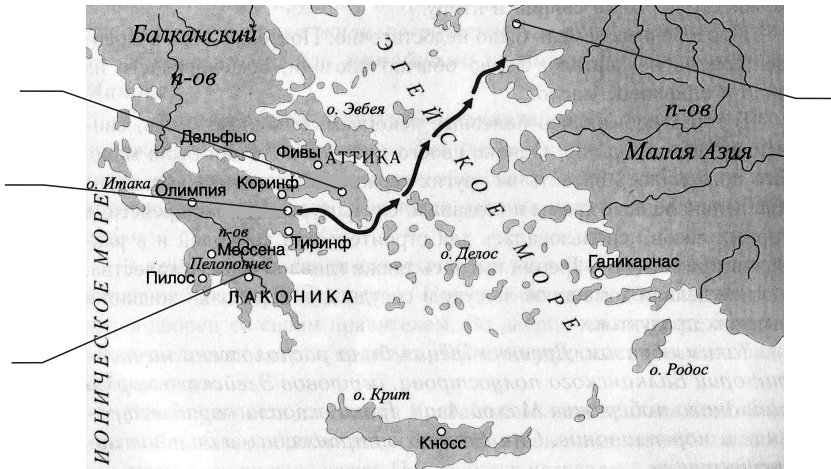 Балканский
п-ов
ЭГЕЙСКОЕ МОРЕ
о. Эвбея
п-ов
Малая Азия
Дельфы
Фивы
АТТИКА
о. Итака
Олимпия
Коринф
п-ов
Пелопоннес
Мессена
Тиринф
Пилос
ЛАКОНИКА
о. Делос
Галикарнас
о. Родос
о. Крит
Кносс
ИОНИЧЕСКОЕ МОРЕ